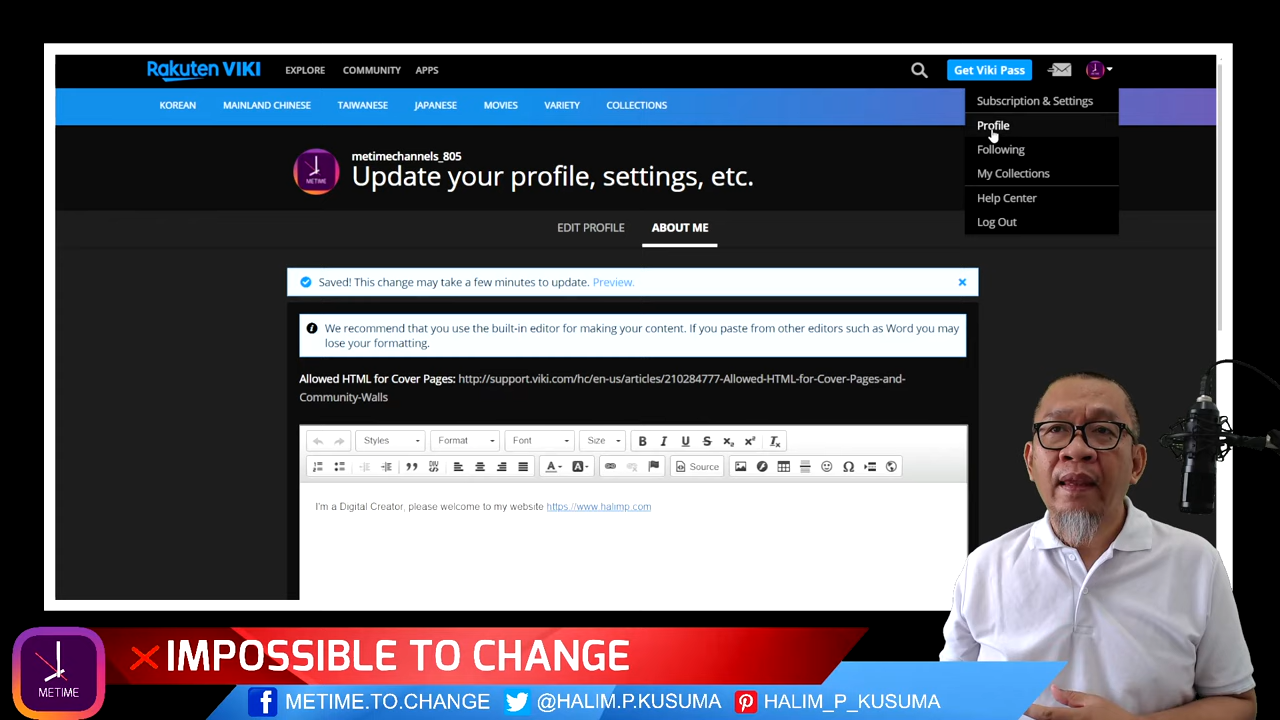 Rakuten VIKI EXPLORE COMMUNITY APPS Get Viki Pass
KOREAN MAINLAND CHINESE TAIWANESE JAPANESE MOVIES VARIETY COLLECTIONS
Subscription & Settings
Profile
Following
My Collections
Help Center
Log Out
METIME
metimechannels_805
Update your profile, settings, etc.
EDIT PROFILE ABOUT ME
Saved! This change may take a few minutes to update. Preview.
We recommend that you use the built-in editor for making your content. If you paste from other editors such as Word you may
lose your formatting.
Allowed HTML for Cover Pages: http://support.viki.com/hc/en-us/articles/210284777-Allowed-HTML-for-Cover-Pages-and-
Community-Walls
Styles Format Font Size B I U S x₂ x² Tx
DIV A A Source Ω
I'm a Digital Creator, please welcome to my website https://www.halimp.com
IMPOSSIBLE TO CHANGE
METIME
METIME.TO.CHANGE @HALIM.P.KUSUMA HALIM_P_KUSUMA